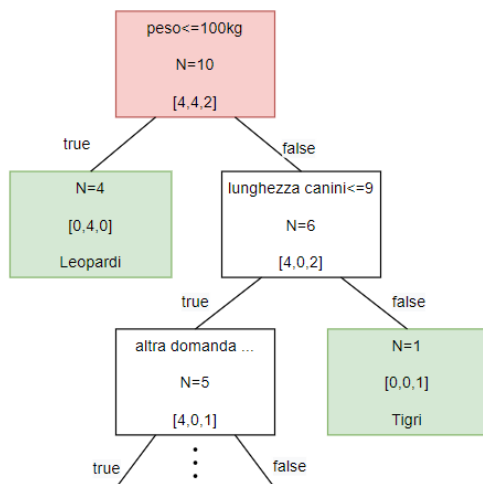 peso<=100kg
N=10
[4,4,2]
true
false
N=4
[0,4,0]
Leopardi
lunghezza canini<=9
N=6
[4,0,2]
true
false
altra domanda ...
N=5
[4,0,1]
N=1
[0,0,1]
Tigri
true
false